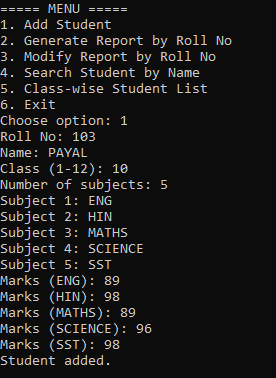 ===== MENU =====
1. Add Student
2. Generate Report by Roll No
3. Modify Report by Roll No
4. Search Student by Name
5. Class-wise Student List
6. Exit
Choose option: 1
Roll No: 103
Name: PAYAL
Class (1-12): 10
Number of subjects: 5
Subject 1: ENG
Subject 2: HIN
Subject 3: MATHS
Subject 4: SCIENCE
Subject 5: SST
Marks (ENG): 89
Marks (HIN): 98
Marks (MATHS): 89
Marks (SCIENCE): 96
Marks (SST): 98
Student added.